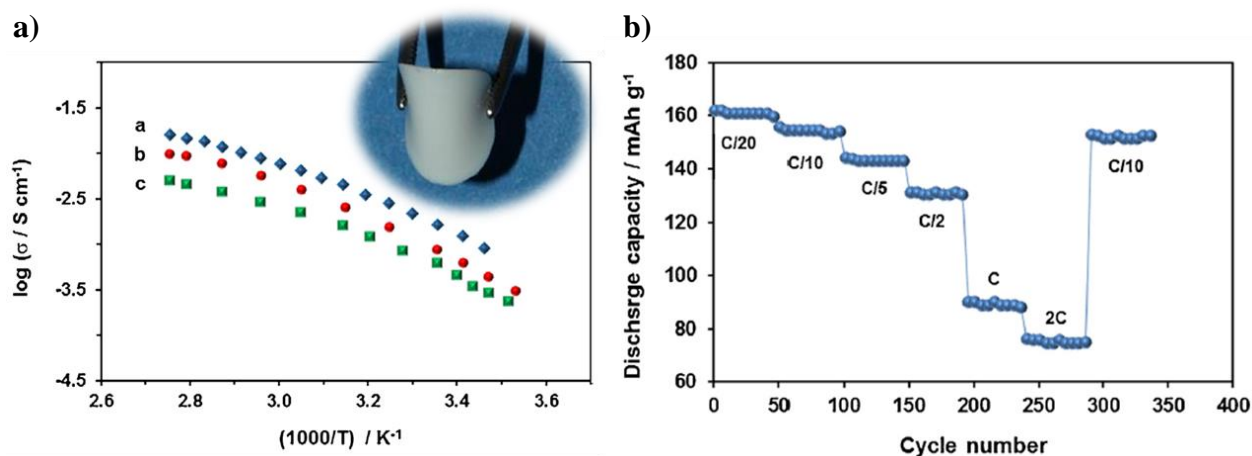 a)
-1.5
-2.5
-3.5
-4.5
a
b
c
2.6 2.8 3.0 3.2 3.4 3.6
log (σ / S cm⁻¹)
(1000/T) / K⁻¹
b)
180
160
140
120
100
80
60
C/20
C/10
C/5
C/2
C
2C
C/10
0 50 100 150 200 250 300 350 400
Dischsrge capacity / mAh g⁻¹
Cycle number